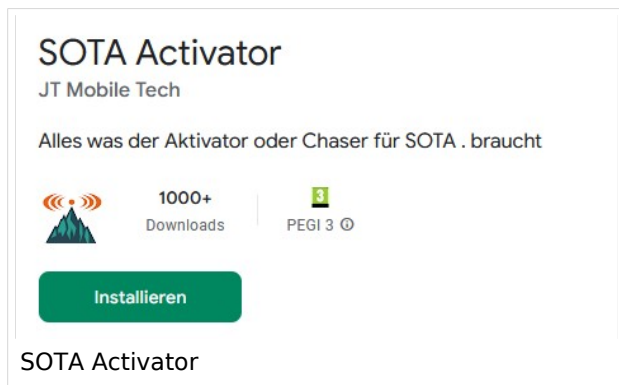 SOTA Activator
JT Mobile Tech
Alles was der Aktivator oder Chaser für SOTA . braucht
1000+
Downloads
3
PEGI 3
Installieren
SOTA Activator